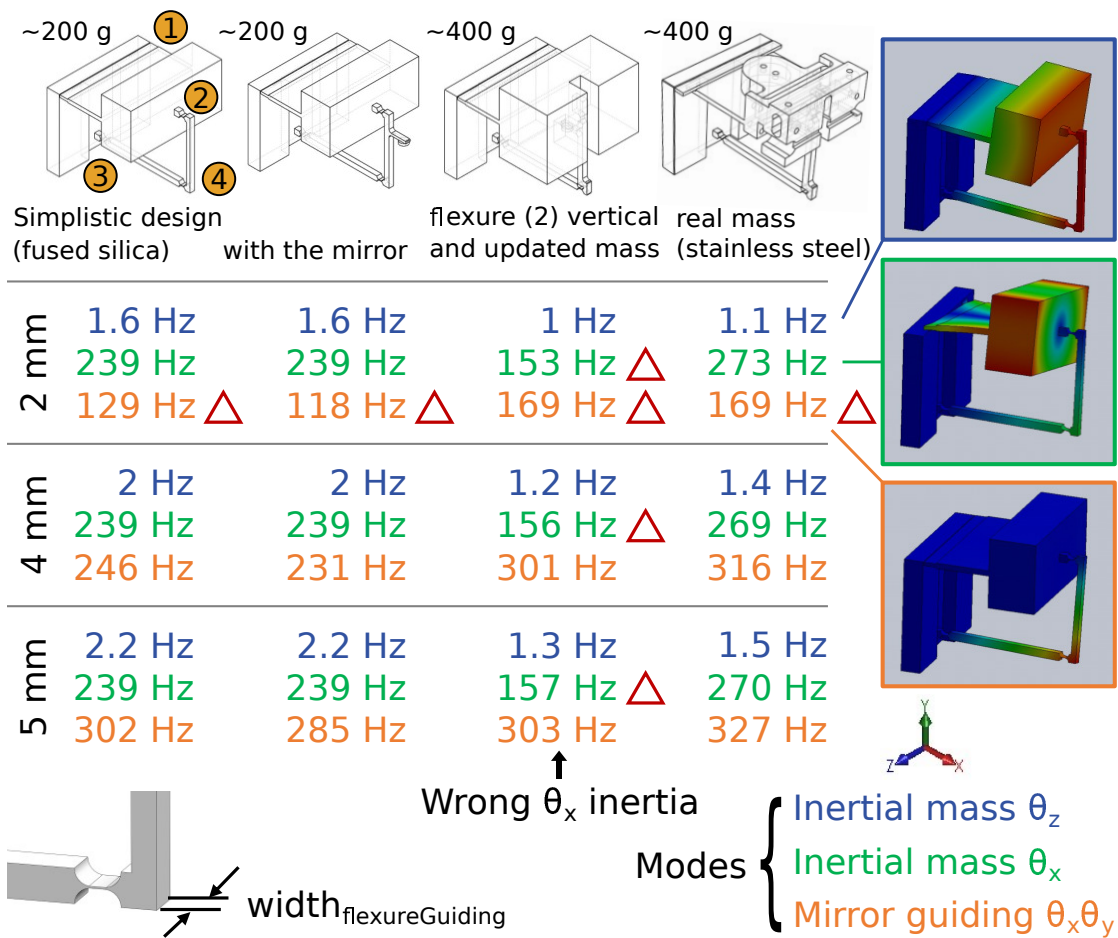 ~200 g
~200 g
~400 g
~400 g
1
2
3
4
Simplistic design
(fused silica)
with the mirror
flexure (2) vertical
and updated mass
real mass
(stainless steel)
2 mm
1.6 Hz 1.6 Hz 1 Hz 1.1 Hz
239 Hz 239 Hz 153 Hz △ 273 Hz
129 Hz △ 118 Hz △ 169 Hz △ 169 Hz △
4 mm
2 Hz 2 Hz 1.2 Hz 1.4 Hz
239 Hz 239 Hz 156 Hz △ 269 Hz
246 Hz 231 Hz 301 Hz 316 Hz
5 mm
2.2 Hz 2.2 Hz 1.3 Hz 1.5 Hz
239 Hz 239 Hz 157 Hz △ 270 Hz
302 Hz 285 Hz 303 Hz 327 Hz
Wrong θx inertia
Y
Z
X
Modes
Inertial mass θz
Inertial mass θx
Mirror guiding θxθy
widthflexureGuiding